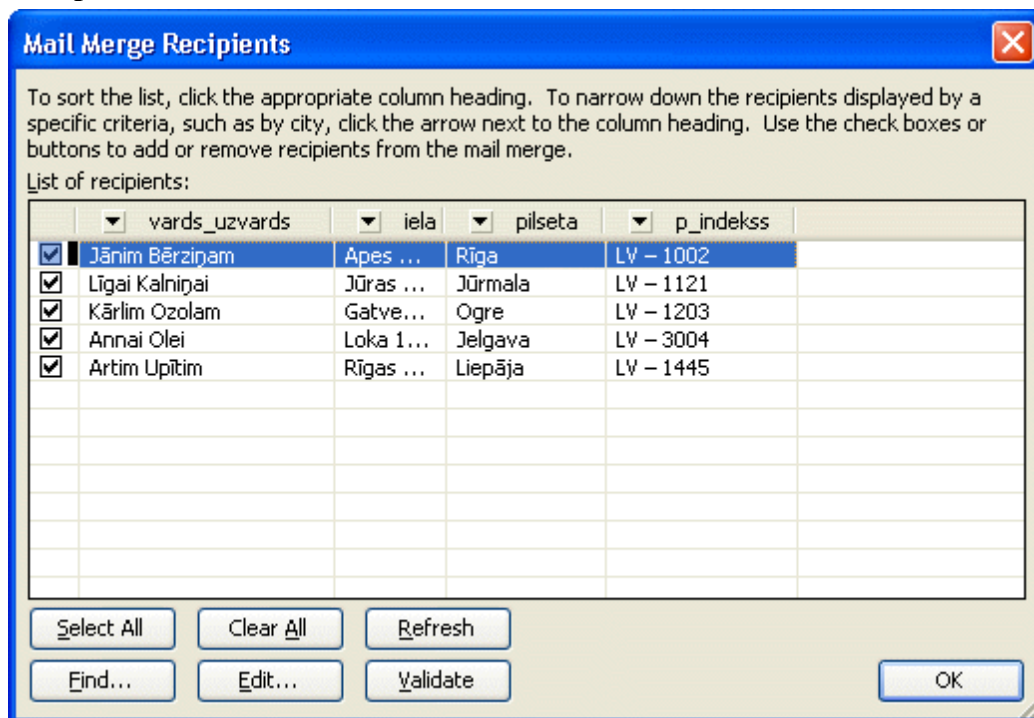 Mail Merge Recipients
To sort the list, click the appropriate column heading. To narrow down the recipients displayed by a
specific criteria, such as by city, click the arrow next to the column heading. Use the check boxes or
buttons to add or remove recipients from the mail merge.
List of recipients:
vards_uzvards iela pilseta p_indekss
Jānim Bērziņam Apes ... Rīga LV – 1002
Līgai Kalniņai Jūras ... Jūrmala LV – 1121
Kārlim Ozolam Gatve... Ogre LV – 1203
Annai Olei Loka 1... Jelgava LV – 3004
Artim Upītim Rīgas ... Liepāja LV – 1445
Select All Clear All Refresh
Find... Edit... Validate OK